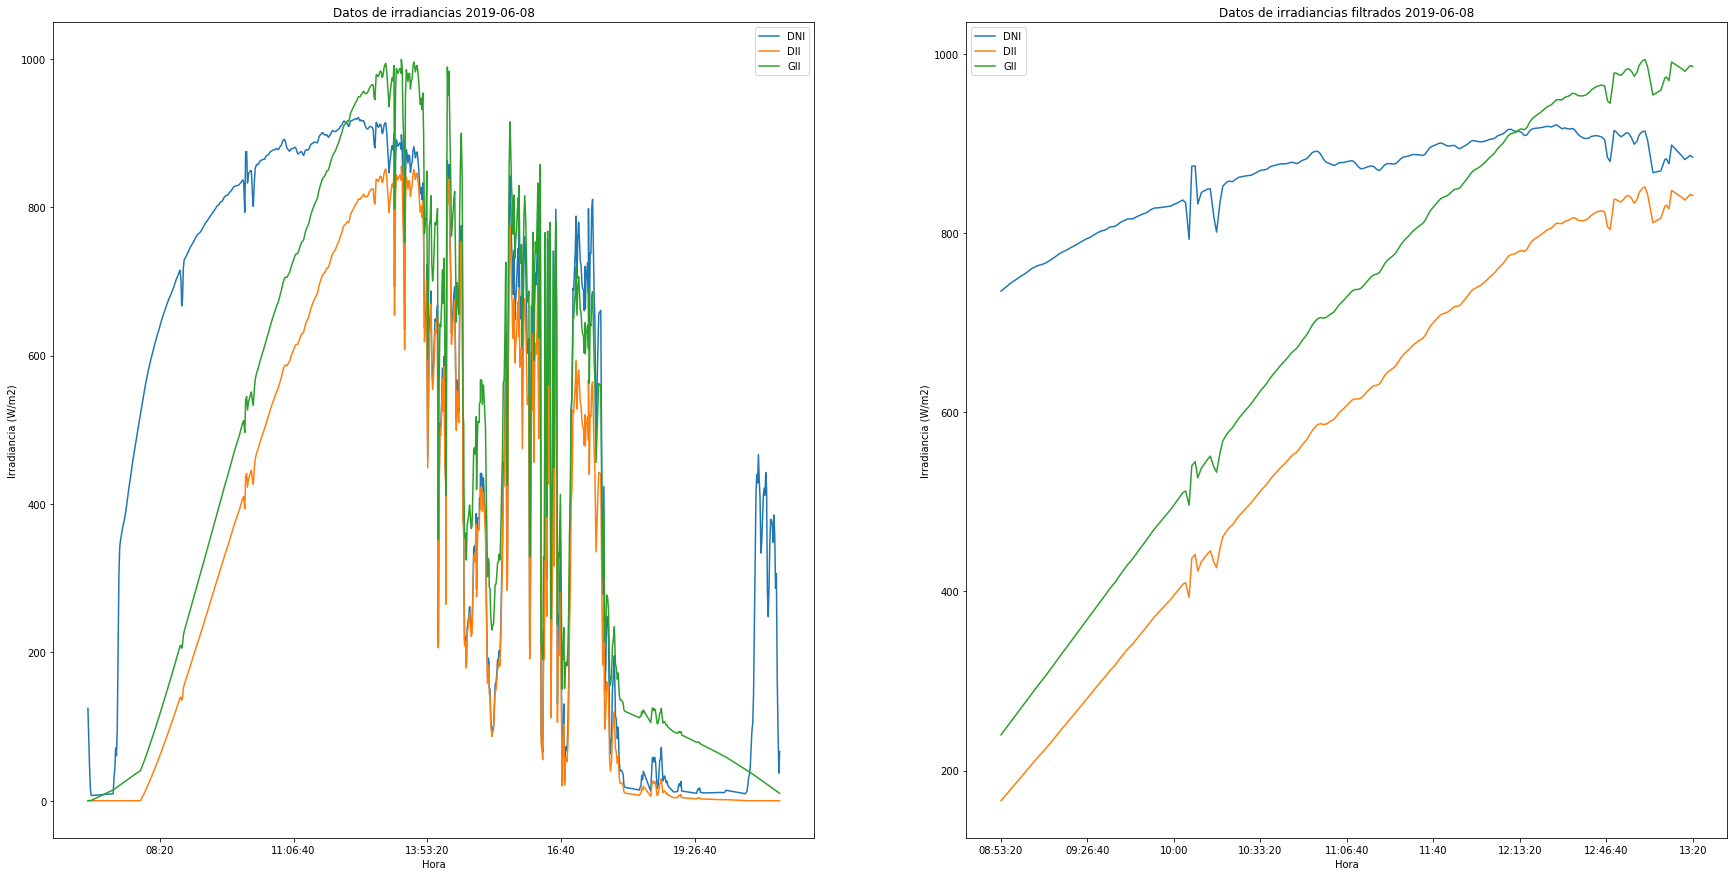 Datos de irradiancias 2019-06-08
DNI
DII
GII
1000
800
600
400
200
0
Irradiancia (W/m2)
08:20
11:06:40
13:53:20
16:40
19:26:40
Hora
Datos de irradiancias filtrados 2019-06-08
DNI
DII
GII
1000
800
600
400
200
Irradiancia (W/m2)
08:53:20
09:26:40
10:00
10:33:20
11:06:40
11:40
12:13:20
12:46:40
13:20
Hora